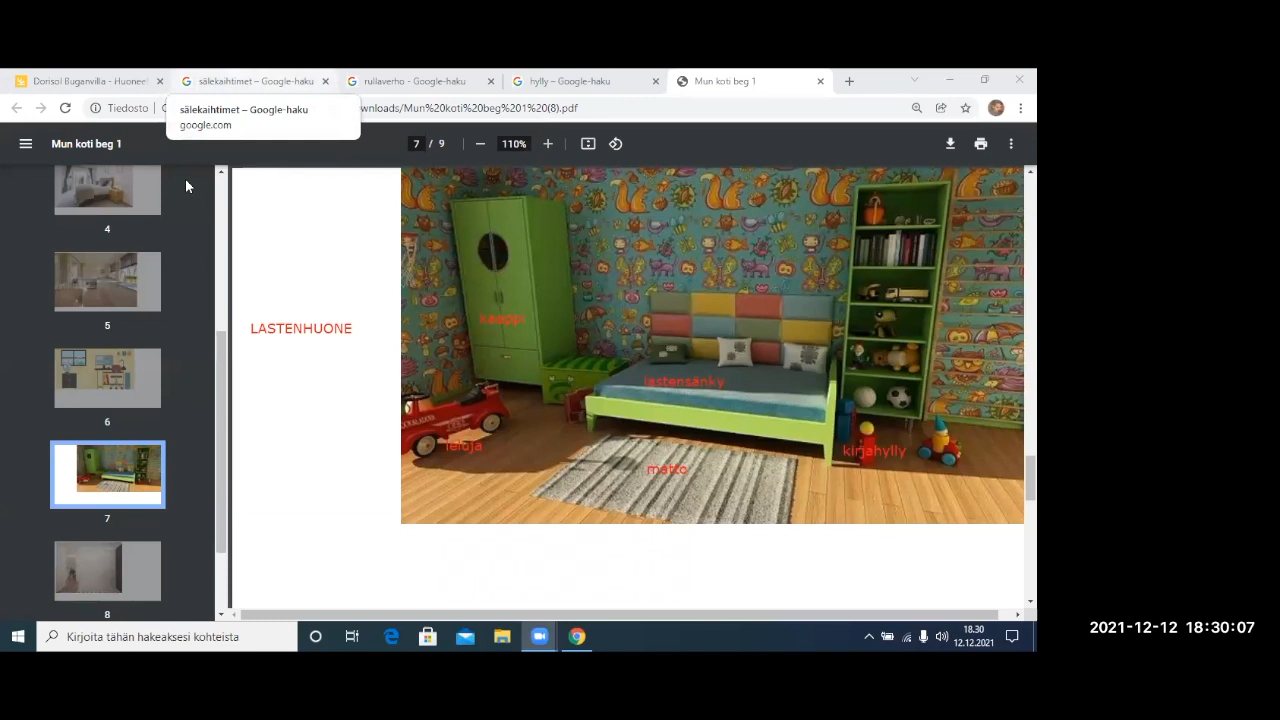 Dorisol Buganvilla - Huoneet
sälekaihtimet – Google-haku
rullaverho - Google-haku
hylly – Google-haku
Mun koti beg 1
Tiedosto
wnloads/Mun%20koti%20beg%201%20(8).pdf
sälekaihtimet – Google-haku
google.com
Mun koti beg 1
7 / 9
110%
4
5
6
7
8
LASTENHUONE
kaappi
lastensänky
leluja
kirjahylly
matto
Kirjoita tähän hakeaksesi kohteista
18.30
12.12.2021
2021-12-12 18:30:07